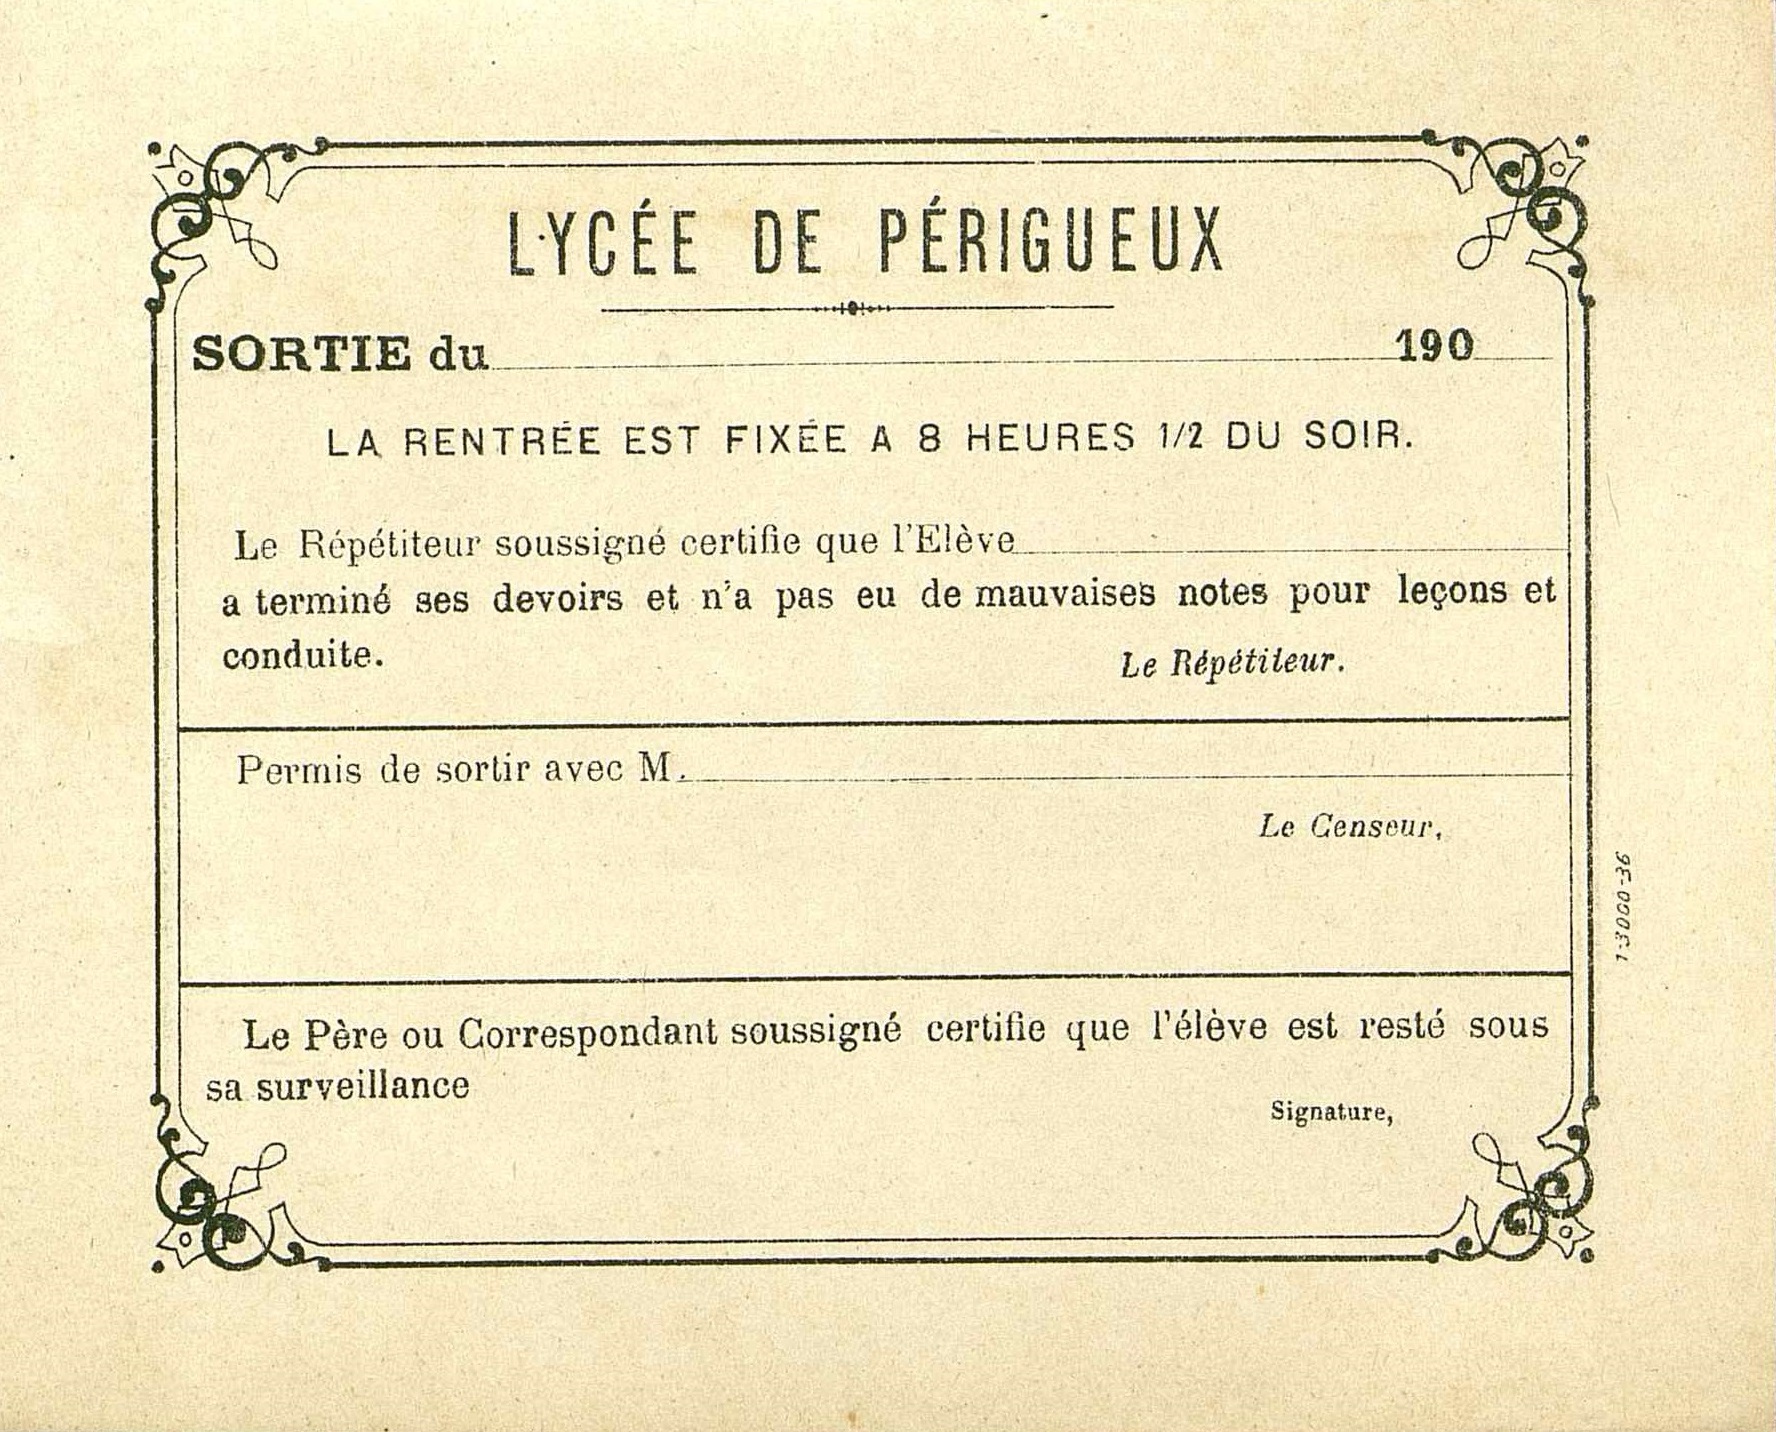 LYCÉE DE PÉRIGUEUX
SORTIE du 190
LA RENTRÉE EST FIXÉE A 8 HEURES 1/2 DU SOIR.
Le Répétiteur soussigné certifie que l'Elève
a terminé ses devoirs et n'a pas eu de mauvaises notes pour leçons et
conduite.
Le Répétiteur.
Permis de sortir avec M.
Le Censeur,
1-3000-36
Le Père ou Correspondant soussigné certifie que l'élève est resté sous
sa surveillance
Signature,